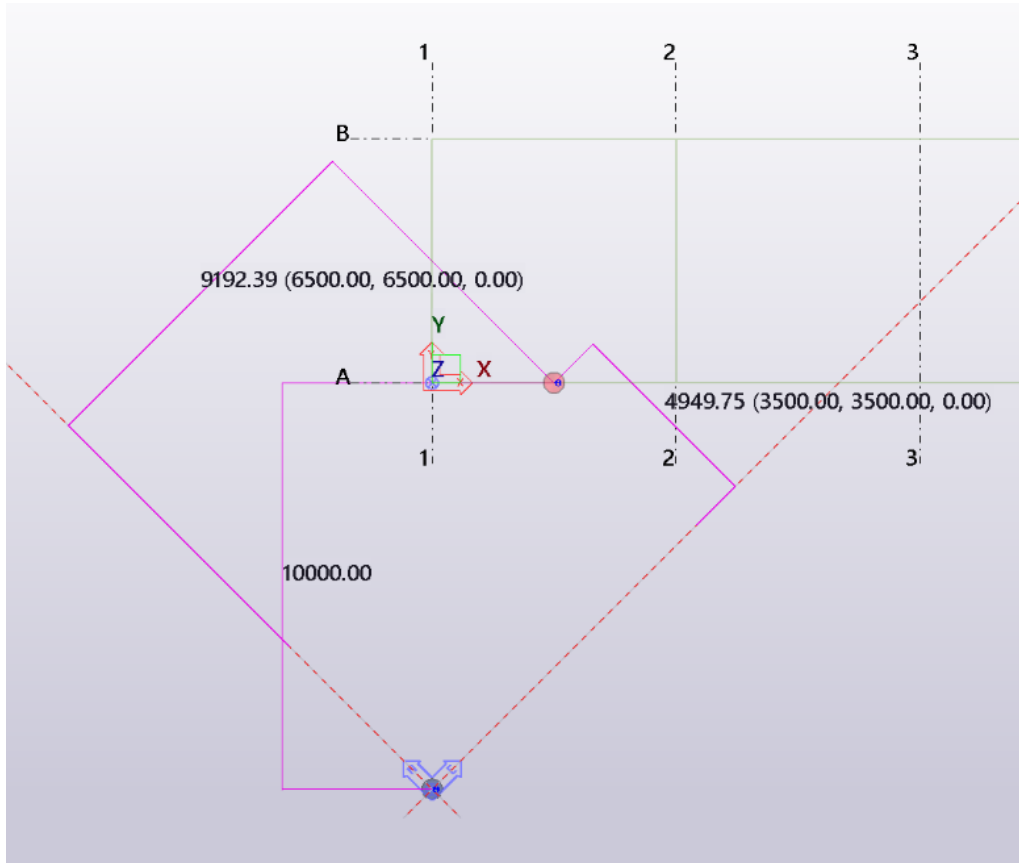 1
2
3
B
9192.39 (6500.00, 6500.00, 0.00)
Y
Y
A
Z
X
X
4949.75 (3500.00, 3500.00, 0.00)
1
2
3
10000.00
N
E